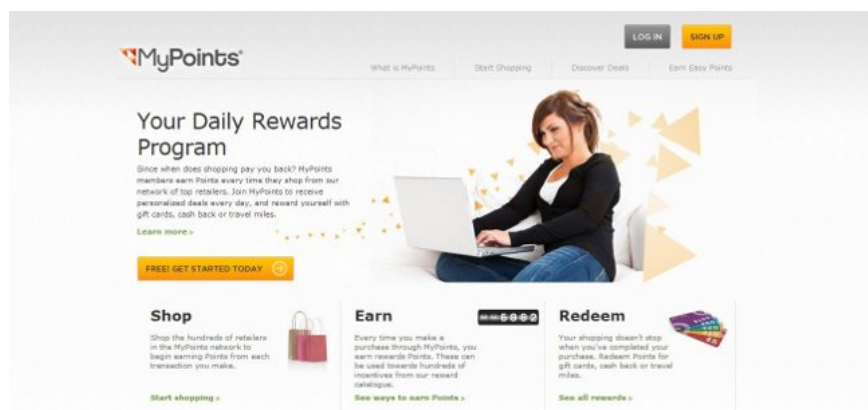 LOG IN
SIGN UP
MyPoints
What is MyPoints
Start Shopping
Discover Deals
Earn Easy Points
Your Daily Rewards
Program
Since when does shopping pay you back? MyPoints
members earn Points every time they shop from our
network of top retailers. Join MyPoints to receive
personalized deals every day, and reward yourself with
gift cards, cash back or travel miles.
Learn more »
FREE! GET STARTED TODAY
Shop
Shop the hundreds of retailers
in the MyPoints network to
begin earning Points from each
transaction you make.
Start shopping »
Earn
Every time you make a
purchase through MyPoints, you
earn rewards Points. These can
be used towards hundreds of
incentives from our reward
catalogue.
See ways to earn Points »
Redeem
Your shopping doesn't stop
when you've completed your
purchase. Redeem Points for
gift cards, cash back or travel
miles.
See all rewards »